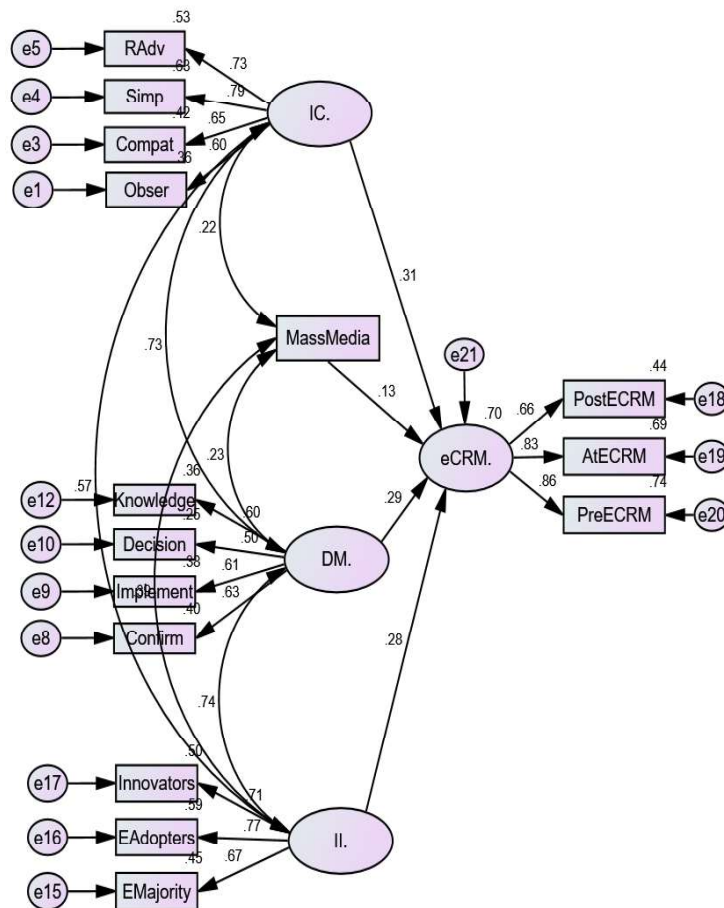 .53
e5 RAdv
.73
.63
e4 Simp .79
.42
e3 Compat .65
.60
.36
e1 Obser
IC.
.22
.31
MassMedia
.73
.13
e21
.70
eCRM.
.44
.66 PostECRM e18
.69
.83 AtECRM e19
.74
.86 PreECRM e20
.23
.36
.57
e12 Knowledge .60
.25
e10 Decision .50
.38
e9 Implement .61
.39
.40
.63
e8 Confirm
DM.
.29
.28
.74
.50
e17 Innovators .71
.59
e16 EAdopters .77
.45
.67
e15 EMajority
II.